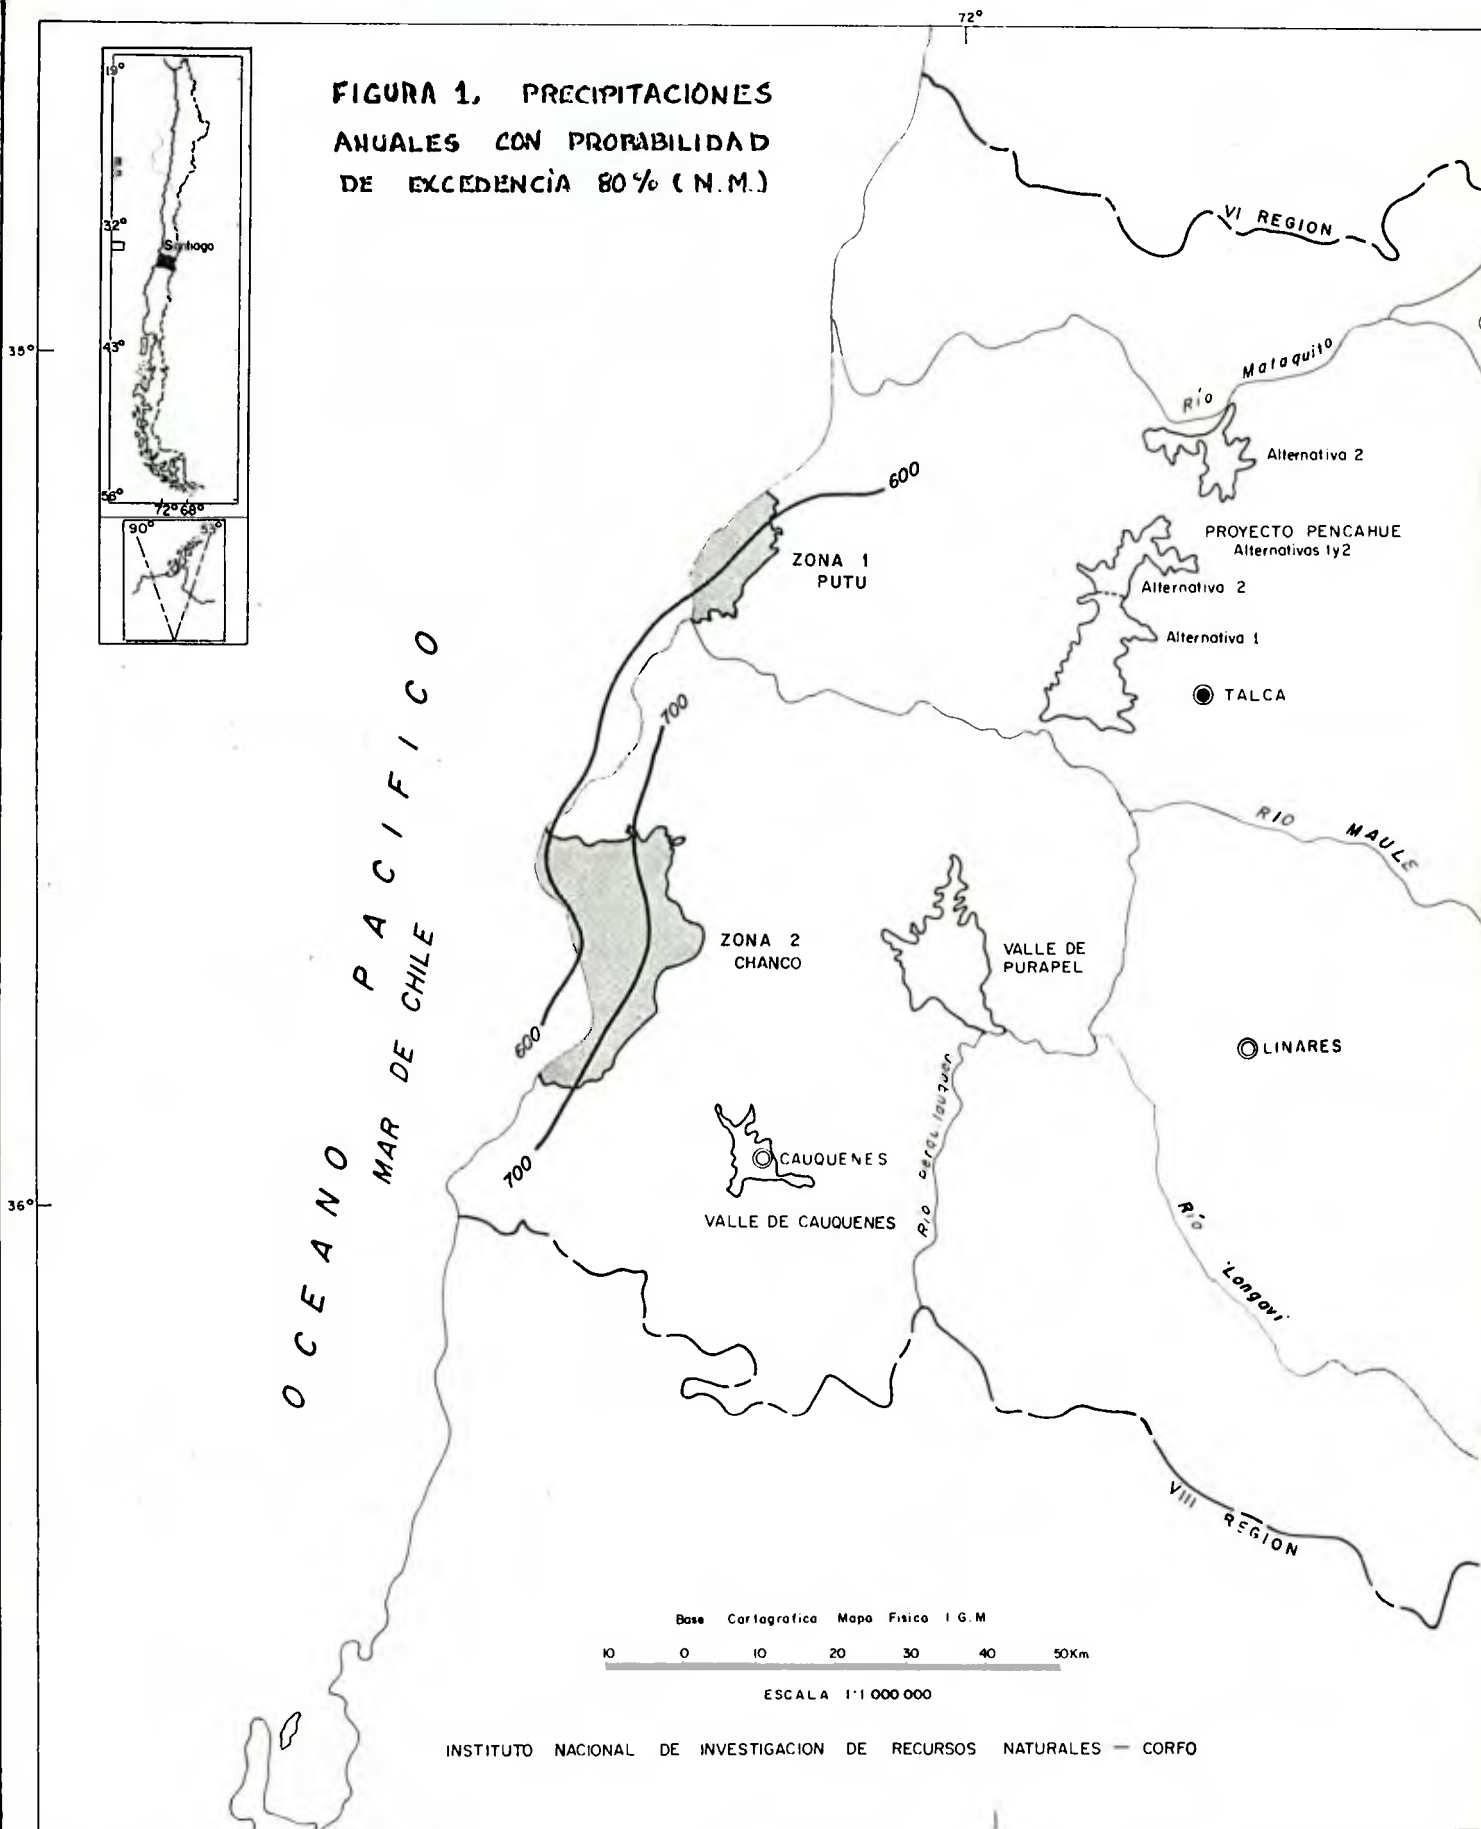 72°
19°
32°
Santiago
43°
56°
72° 68°
90° 53°
FIGURA 1. PRECIPITACIONES
ANUALES CON PROBABILIDAD
DE EXCEDENCIA 80% (N.M.)
VI REGION
35°
Río Mataquito
Alternativa 2
600
PROYECTO PENCAHUE
Alternativas 1y2
ZONA 1
PUTU
Alternativa 2
Alternativa 1
TALCA
700
RIO MAULE
ZONA 2
CHANCO
VALLE DE
PURAPEL
600
LINARES
OCEANO PACIFICO
MAR DE CHILE
700
CAUQUENES
VALLE DE CAUQUENES
RIO Perquilauquen
36°
Río Longavi
VIII REGION
Base Cartografica Mapa Fisico I G.M
10 0 10 20 30 40 50Km
ESCALA 1:1 000 000
INSTITUTO NACIONAL DE INVESTIGACION DE RECURSOS NATURALES — CORFO